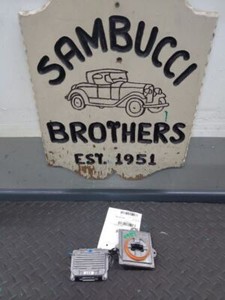 SAMBUCCI
BROTHERS
EST. 1951